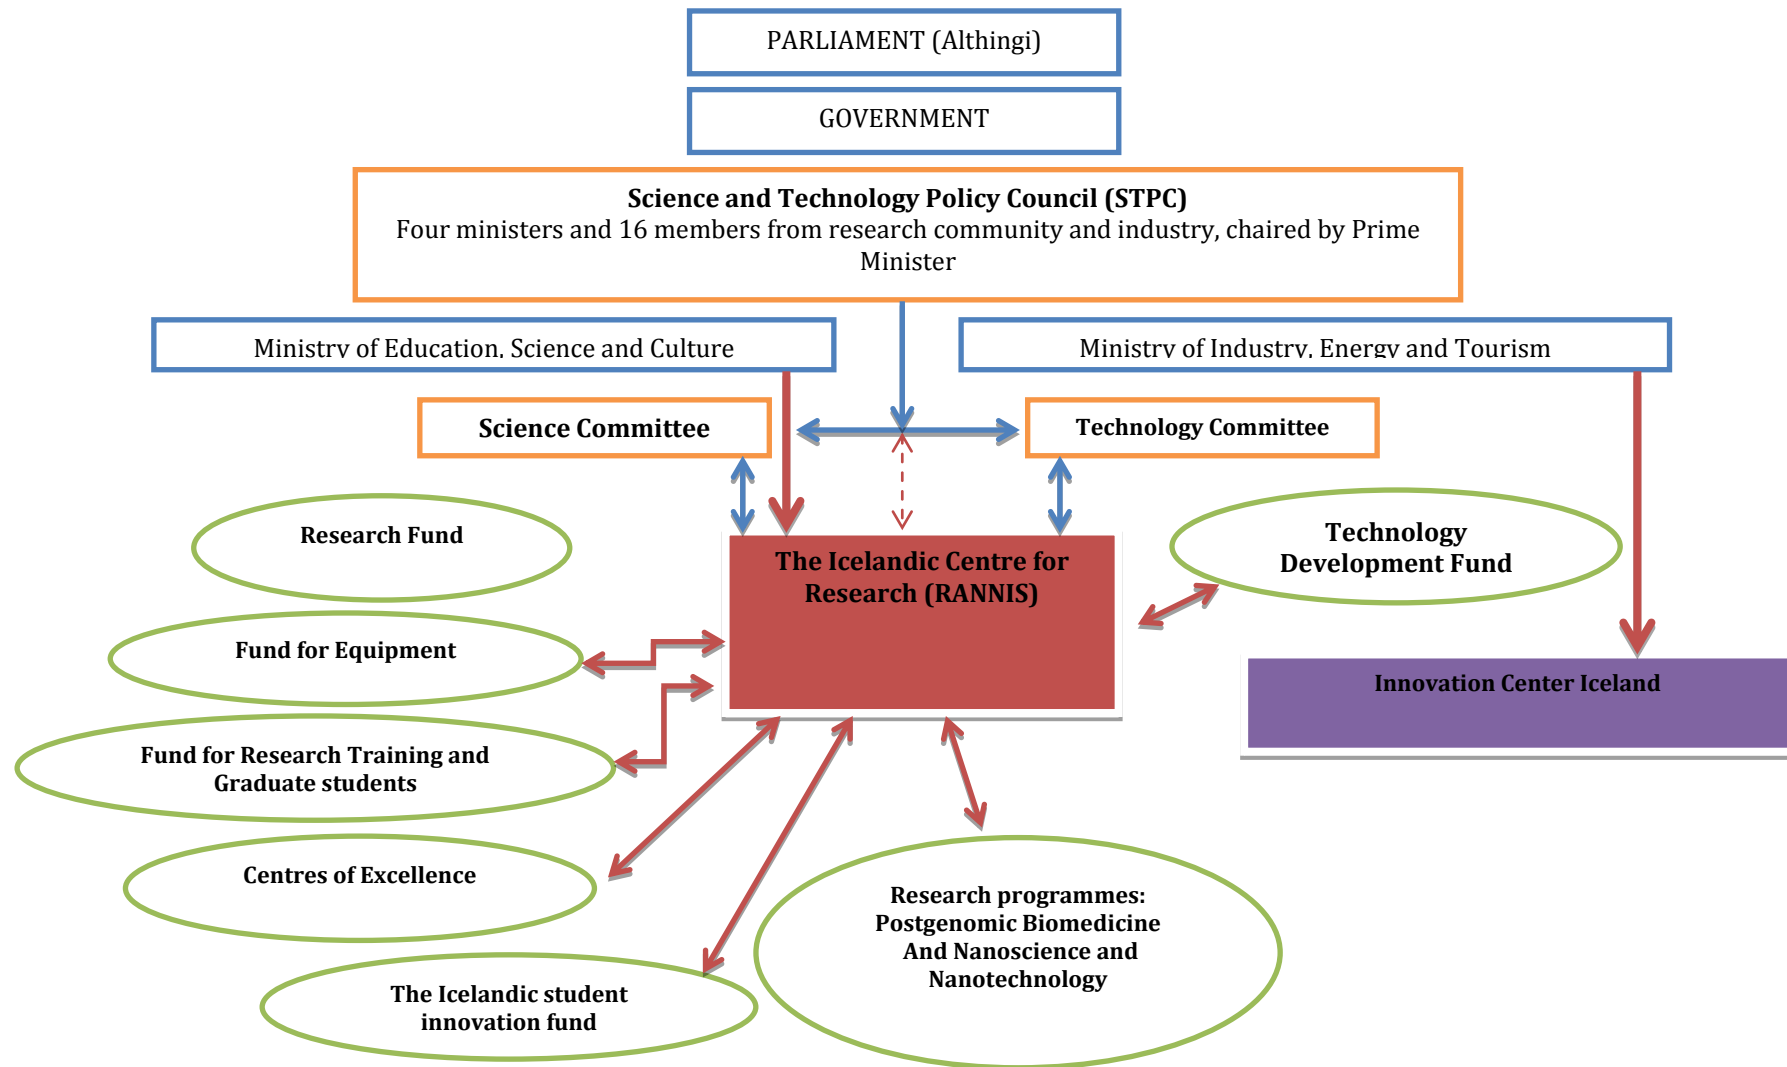 PARLIAMENT (Althingi)
GOVERNMENT
Science and Technology Policy Council (STPC)
Four ministers and 16 members from research community and industry, chaired by Prime
Minister
Ministry of Education, Science and Culture
Ministry of Industry, Energy and Tourism
Science Committee
Technology Committee
Research Fund
The Icelandic Centre for
Research (RANNIS)
Technology
Development Fund
Fund for Equipment
Innovation Center Iceland
Fund for Research Training and
Graduate students
Centres of Excellence
Research programmes:
Postgenomic Biomedicine
And Nanoscience and
Nanotechnology
The Icelandic student
innovation fund